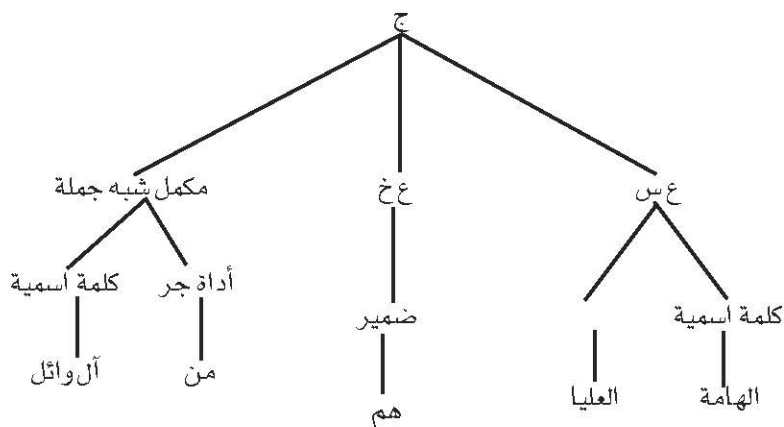 ج
ع س ع خ مكمل شبه جملة
كلمة اسمية أداة جر كلمة اسمية
ضمير
الهامة العليا من آل وائل
هم